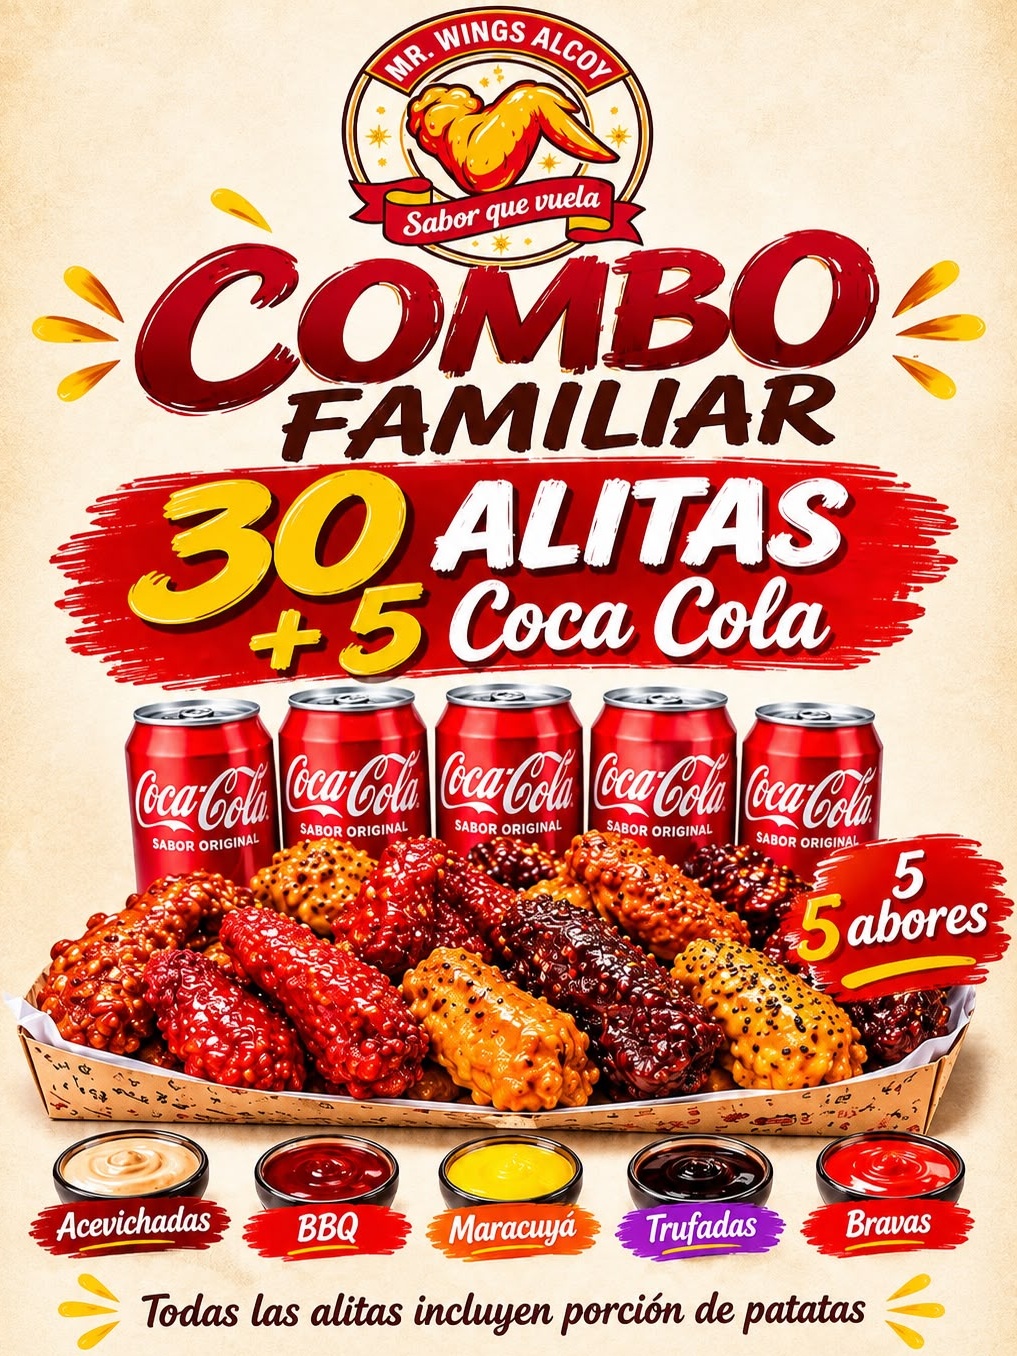 MR. WINGS ALCOY
Sabor que vuela
COMBO
FAMILIAR
30 ALITAS
+5 Coca Cola
Coca-Cola
SABOR ORIGINAL
Coca-Cola
SABOR ORIGINAL
Coca-Cola
SABOR ORIGINAL
Coca-Cola
SABOR ORIGINAL
Coca-Cola
SABOR ORIGINAL
5
5abores
Acevichadas
BBQ
Maracuyá
Trufadas
Bravas
Todas las alitas incluyen porción de patatas